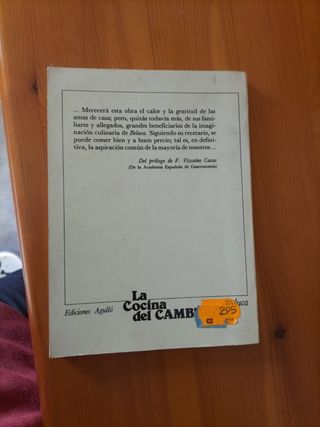 ... Merecerá esta obra el calor y la gratitud de las
amas de casa; pero, quizás todavía más, de sus fami-
liares y allegados, grandes beneficiarios de la imagi-
nación culinaria de Beluca. Siguiendo su recetario, se
puede comer bien y a buen precio; tal es, en defini-
tiva, la aspiración común de la mayoría de nosotros ...
Del prólogo de F. Vizcaíno Casas
(De la Academia Española de Gastronomía)
Ediciones Agulló
La
Cocina
del CAMB
295